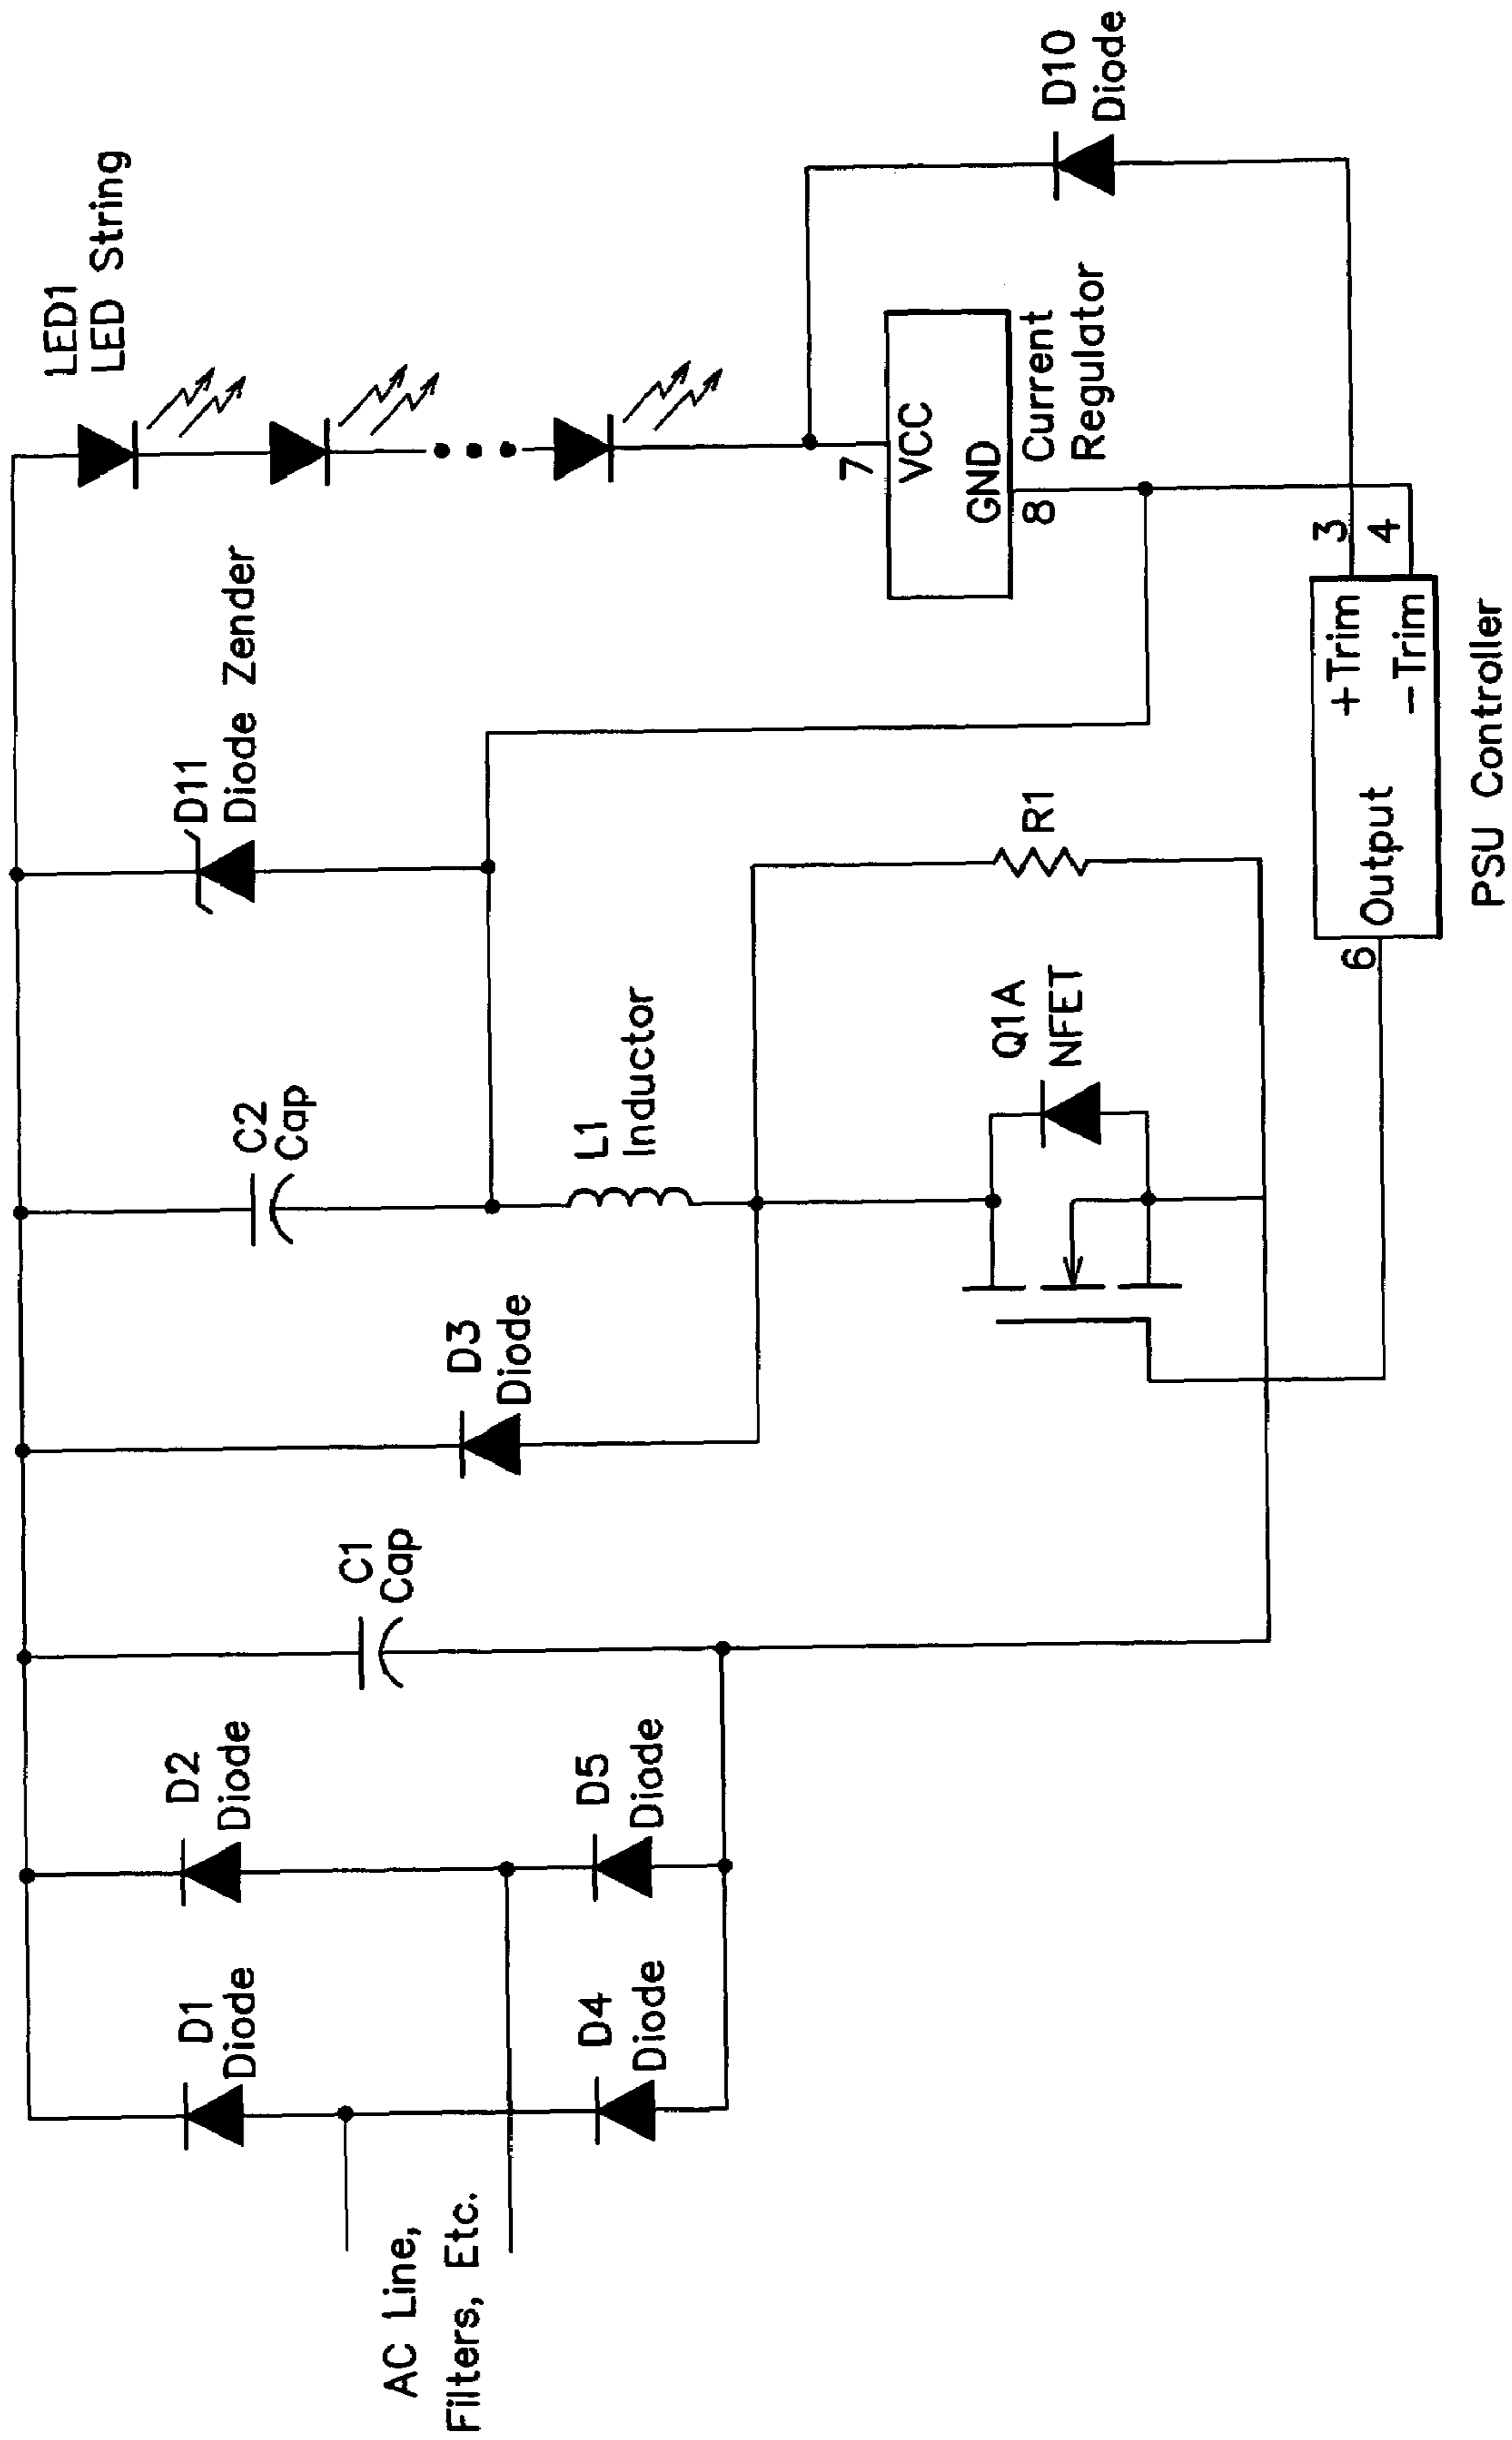 AC Line,
Filters, Etc.
D1
Diode
D2
Diode
D4
Diode
D5
Diode
C1
Cap
D3
Diode
C2
Cap
L1
Inductor
D11
Diode Zender
LED1
LED String
Q1A
NFET
R1
7
VCC
GND
8
Current
Regulator
D10
Diode
6
Output
+Trim
-Trim
3
4
PSU Controller